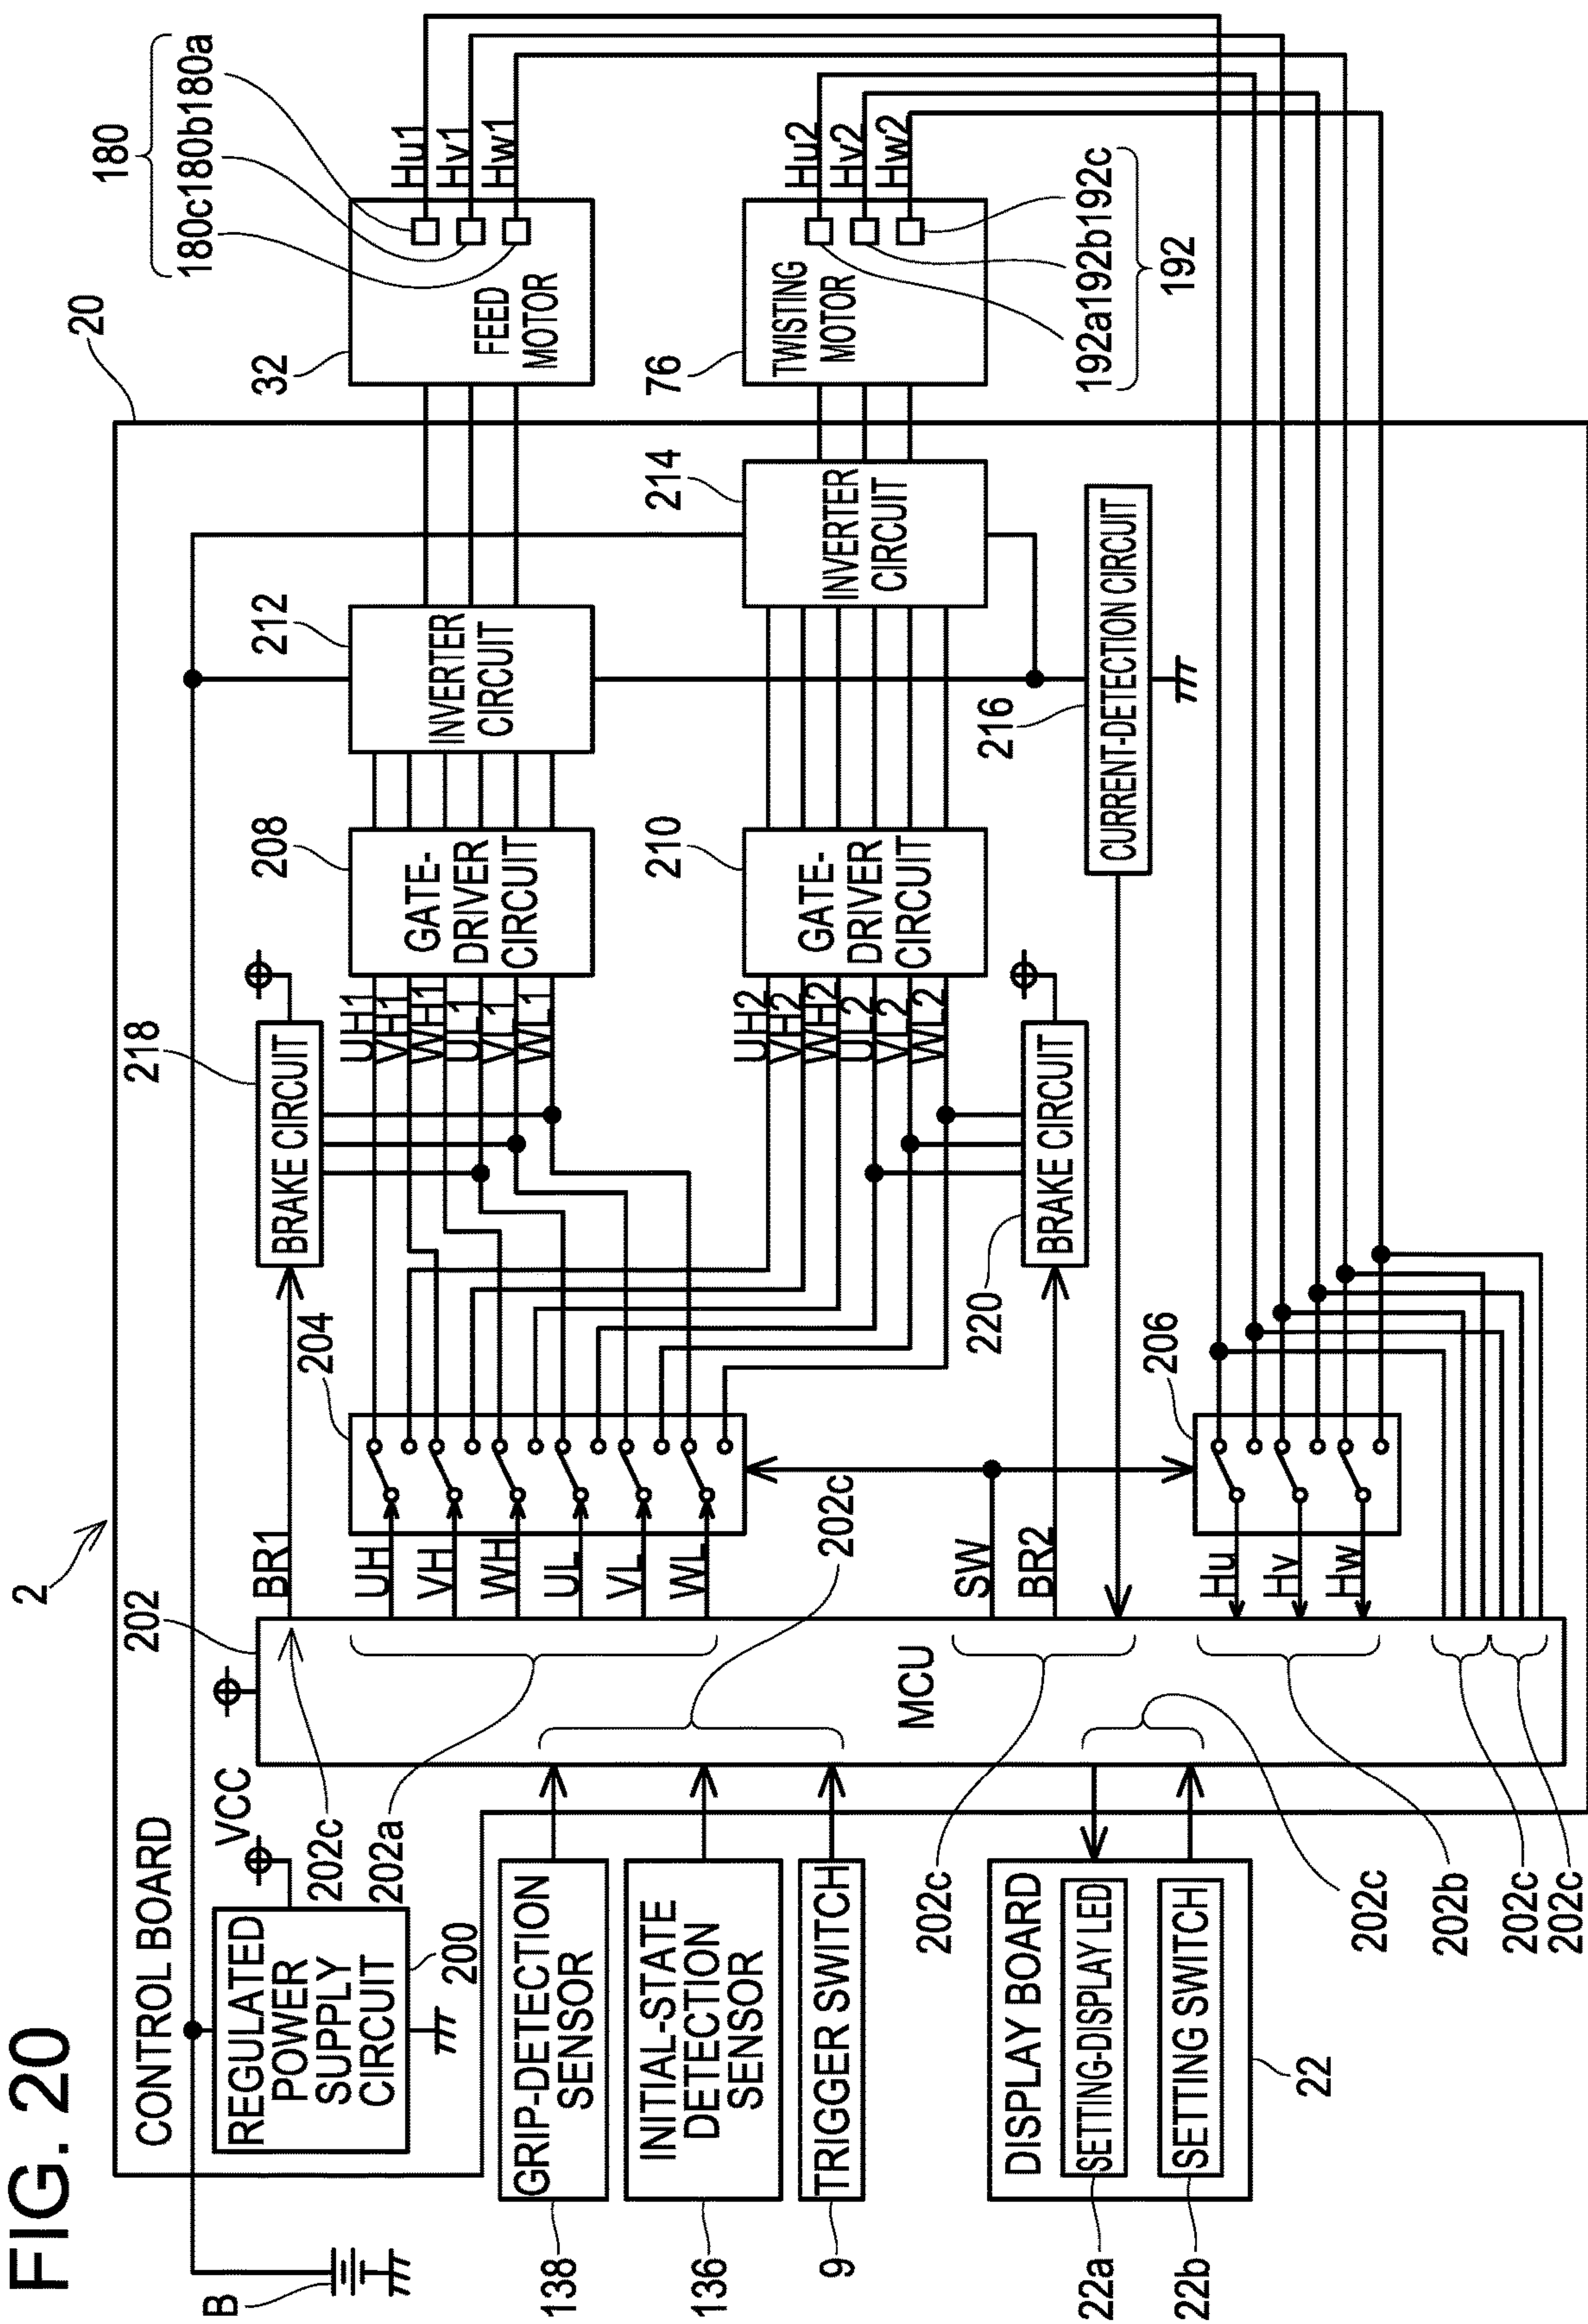 FIG. 20
2
20
CONTROL BOARD
B
REGULATED
POWER
SUPPLY
CIRCUIT
200
VCC
202
MCU
202c
202a
202c
202c
202c
202b
202c
202c
GRIP-DETECTION
SENSOR
138
INITIAL-STATE
DETECTION
SENSOR
136
TRIGGER SWITCH
9
DISPLAY BOARD
SETTING-DISPLAY LED
SETTING SWITCH
22a
22b
22
BR1
UH
VH
WH
UL
VL
WL
SW
BR2
Hu
Hv
Hw
204
206
BRAKE CIRCUIT
218
BRAKE CIRCUIT
220
UH1
VH1
WH1
UL1
VL1
WL1
UH2
VH2
WH2
UL2
VL2
WL2
GATE-
DRIVER
CIRCUIT
208
GATE-
DRIVER
CIRCUIT
210
INVERTER
CIRCUIT
212
INVERTER
CIRCUIT
214
CURRENT-DETECTION CIRCUIT
216
FEED
MOTOR
32
TWISTING
MOTOR
76
180
180c180b180a
Hu1
Hv1
Hw1
Hu2
Hv2
Hw2
192a192b192c
192